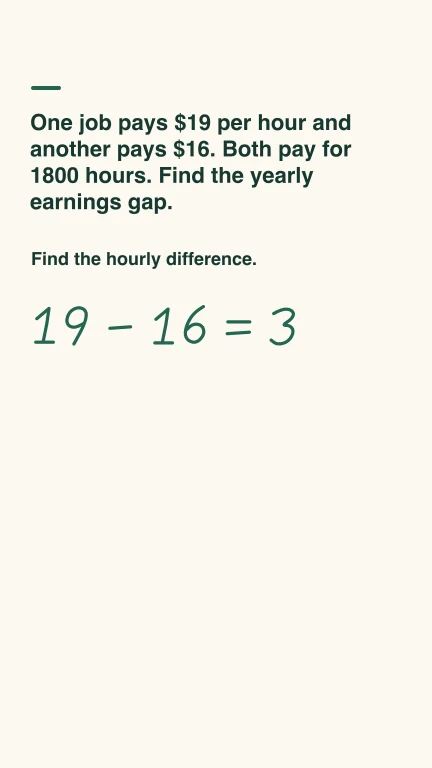 One job pays $19 per hour and
another pays $16. Both pay for
1800 hours. Find the yearly
earnings gap.
Find the hourly difference.
19 − 16 = 3